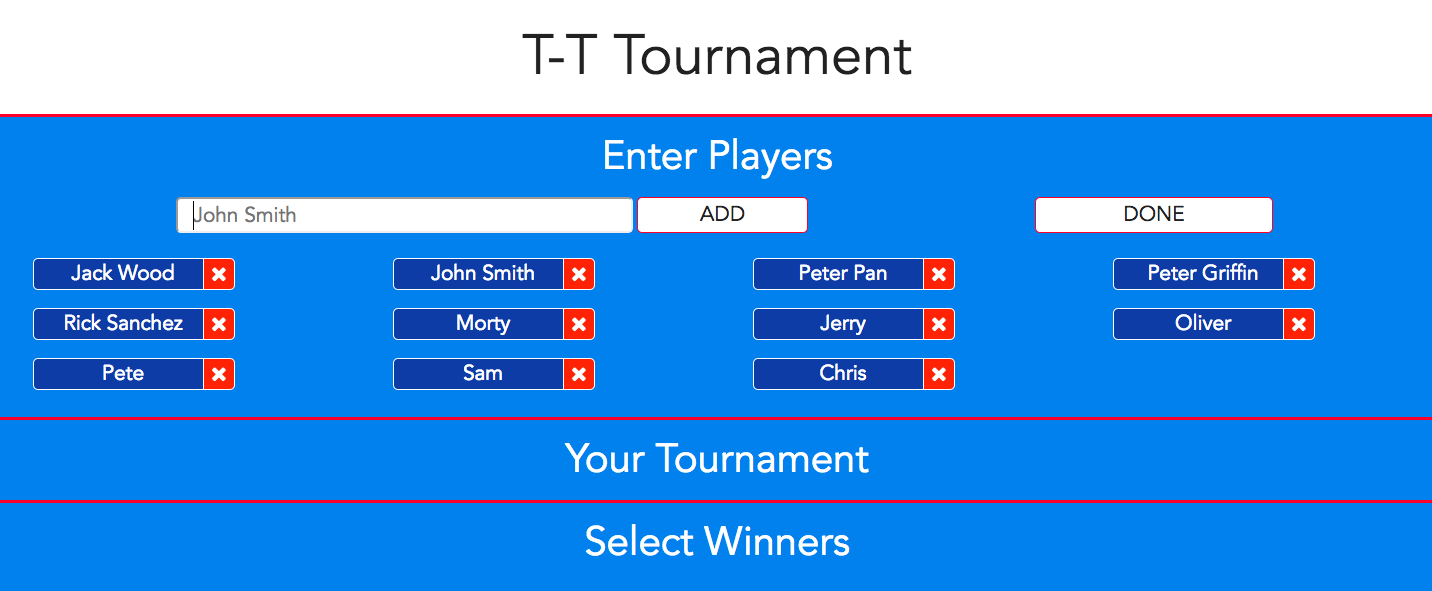 T-T Tournament
Enter Players
John Smith ADD DONE
Jack Wood John Smith Peter Pan Peter Griffin
Rick Sanchez Morty Jerry Oliver
Pete Sam Chris
Your Tournament
Select Winners